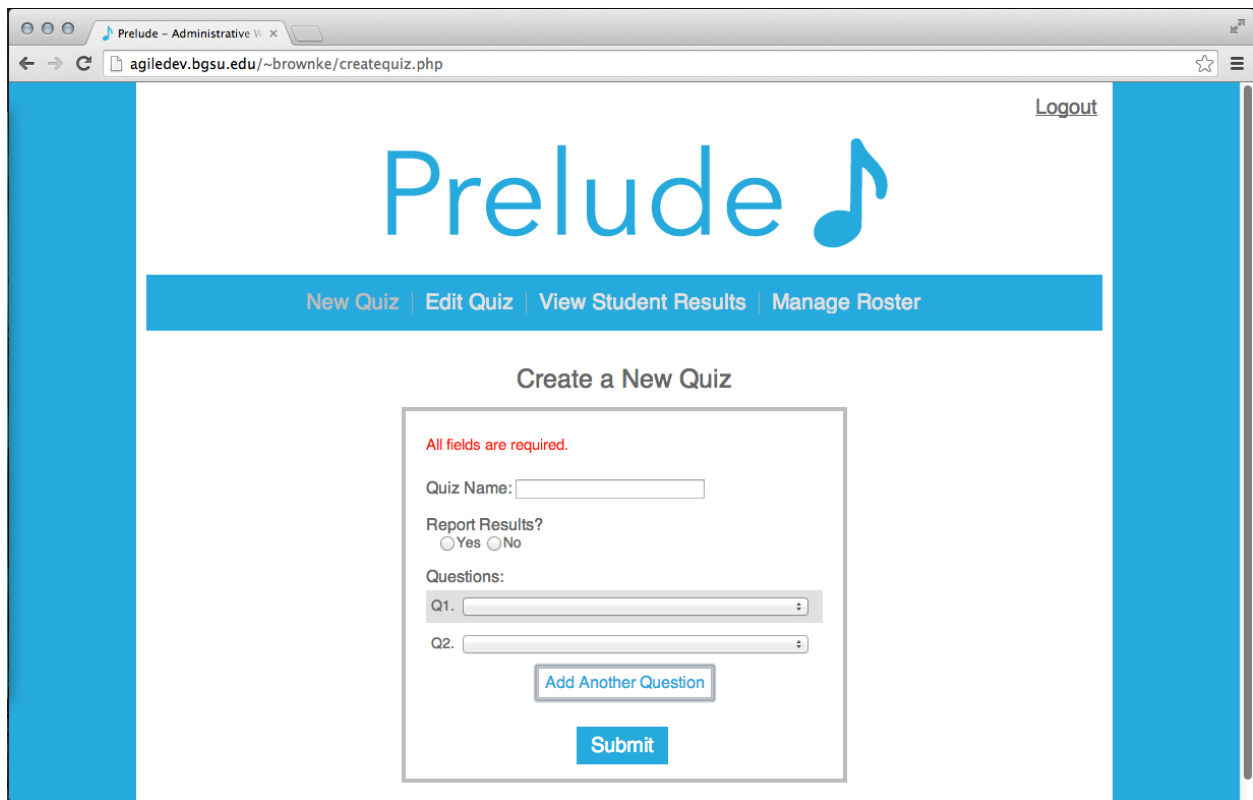 Prelude – Administrative W
agiledev.bgsu.edu/~brownke/createquiz.php
Logout
Prelude
New Quiz | Edit Quiz | View Student Results | Manage Roster
Create a New Quiz
All fields are required.
Quiz Name:
Report Results?
Yes No
Questions:
Q1.
Q2.
Add Another Question
Submit